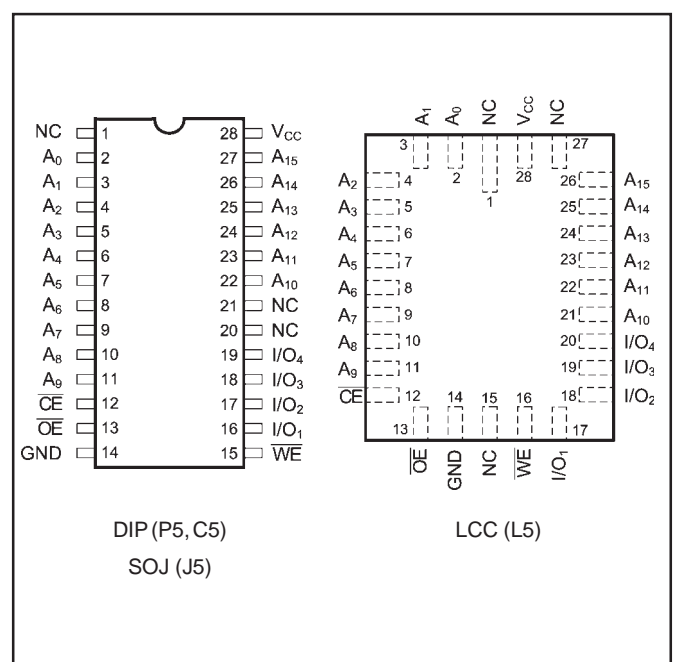 NC 1 28 VCC
A0 2 27 A15
A1 3 26 A14
A2 4 25 A13
A3 5 24 A12
A4 6 23 A11
A5 7 22 A10
A6 8 21 NC
A7 9 20 NC
A8 10 19 I/O4
A9 11 18 I/O3
CE 12 17 I/O2
OE 13 16 I/O1
GND 14 15 WE
DIP (P5, C5)
SOJ (J5)
A1 A0 NC VCC NC
3 2 1 28 27
A2 4 26 A15
A3 5 25 A14
A4 6 24 A13
A5 7 23 A12
A6 8 22 A11
A7 9 21 A10
A8 10 20 I/O4
A9 11 19 I/O3
CE 12 18 I/O2
13 14 15 16 17
OE GND NC WE I/O1
LCC (L5)